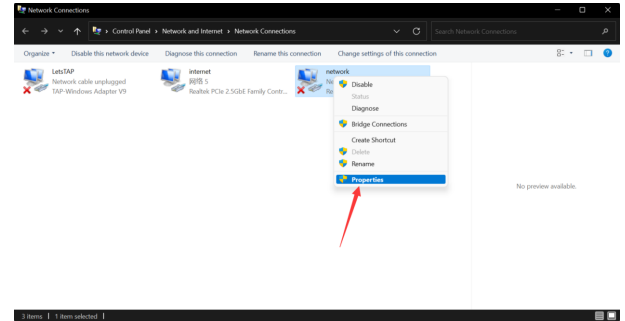 Network Connections
Control Panel > Network and Internet > Network Connections
Search Network Connections
Organize Disable this network device Diagnose this connection Rename this connection Change settings of this connection
LetsTAP
Network cable unplugged
TAP-Windows Adapter V9
internet
网络 5
Realtek PCIe 2.5GbE Family Contr...
network
Ne
Re
Disable
Status
Diagnose
Bridge Connections
Create Shortcut
Delete
Rename
Properties
No preview available.
3 items 1 item selected